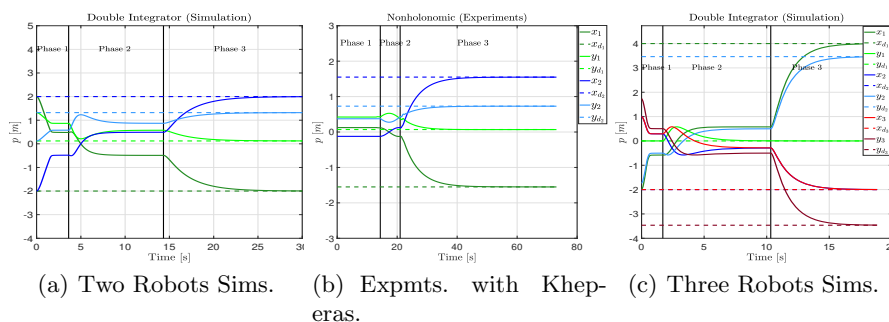 Double Integrator (Simulation)
Phase 1
Phase 2
Phase 3
p [m]
5
4
3
2
1
0
-1
-2
-3
-4
0
5
10
15
20
25
30
Time [s]
(a) Two Robots Sims.
Nonholonomic (Experiments)
Phase 1
Phase 2
Phase 3
p [m]
3
2
1
0
-1
-2
-3
0
20
40
60
80
Time [s]
x1
xd1
y1
yd1
x2
xd2
y2
yd2
(b) Expmts. with Khep-
eras.
Double Integrator (Simulation)
Phase 1
Phase 2
Phase 3
p [m]
5
4
3
2
1
0
-1
-2
-3
-4
0
5
10
15
20
Time [s]
x1
xd1
y1
yd1
x2
xd2
y2
yd2
x3
xd3
y3
yd3
(c) Three Robots Sims.